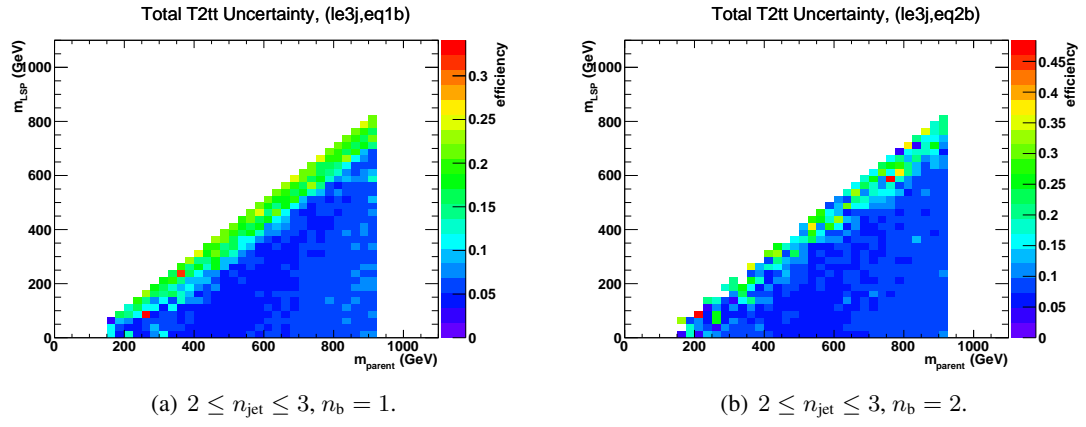 Total T2tt Uncertainty, (le3j,eq1b)
m_LSP (GeV)
1000
800
600
400
200
0
0 200 400 600 800 1000
m_parent (GeV)
efficiency
0.3
0.25
0.2
0.15
0.1
0.05
0
(a) 2 ≤ n_jet ≤ 3, n_b = 1.
Total T2tt Uncertainty, (le3j,eq2b)
m_LSP (GeV)
1000
800
600
400
200
0
0 200 400 600 800 1000
m_parent (GeV)
efficiency
0.45
0.4
0.35
0.3
0.25
0.2
0.15
0.1
0.05
0
(b) 2 ≤ n_jet ≤ 3, n_b = 2.